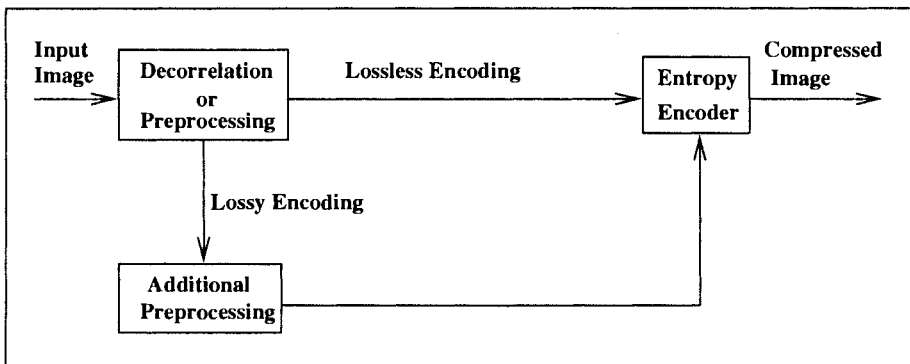 Input
Image
Decorrelation
or
Preprocessing
Lossless Encoding
Entropy
Encoder
Compressed
Image
Lossy Encoding
Additional
Preprocessing